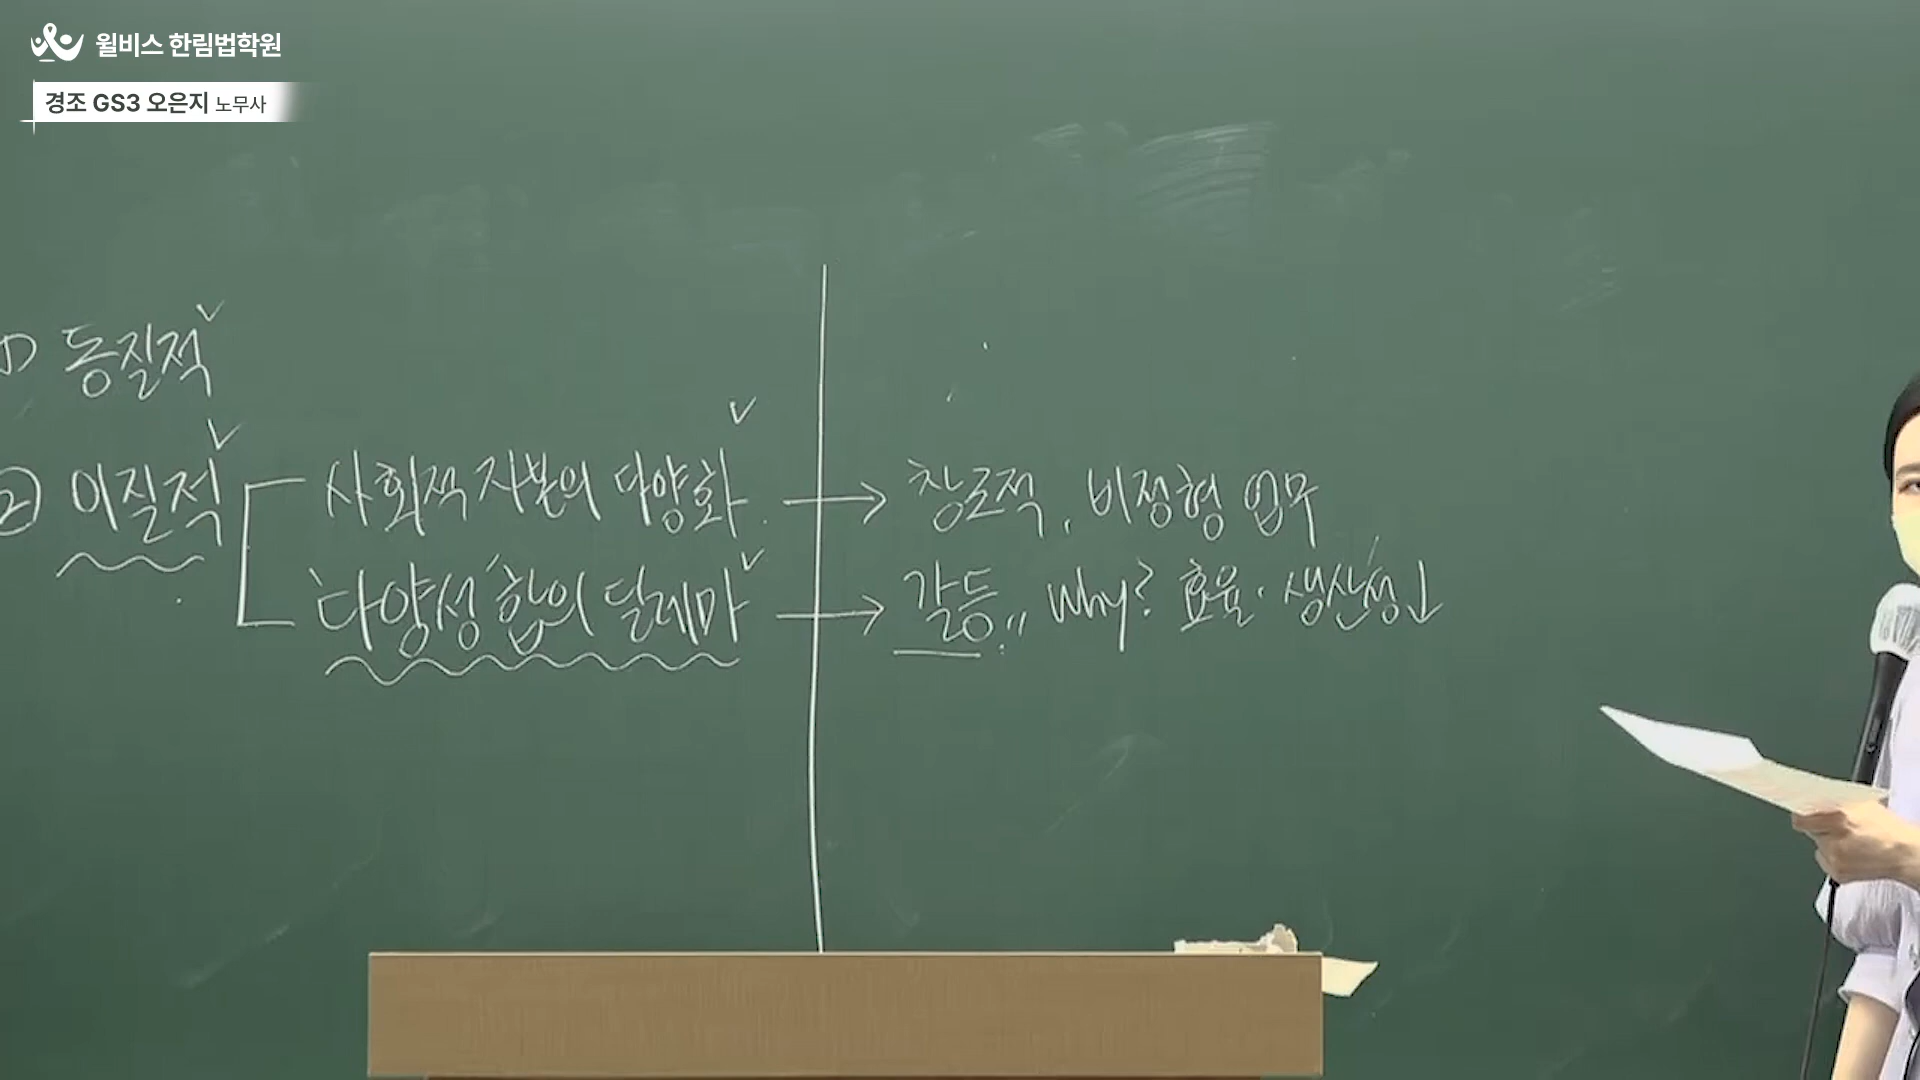 윌비스 한림법학원
경조 GS3 오은지 노무사
① 동질적
② 이질적
사회적 자본의 다양화 → 창조적, 비정형 업무
'다양성' 합의 딜레마 → 갈등,, Why? 효율·생산성↓